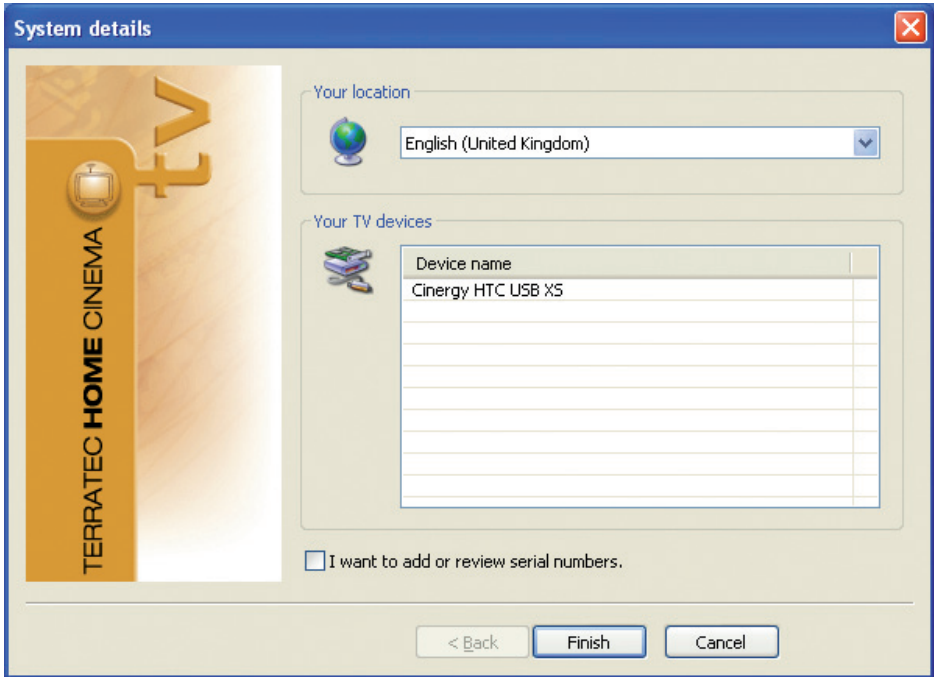 System details
tv
TERRATEC HOME CINEMA
Your location
English (United Kingdom)
Your TV devices
Device name
Cinergy HTC USB XS
I want to add or review serial numbers.
< Back
Finish
Cancel